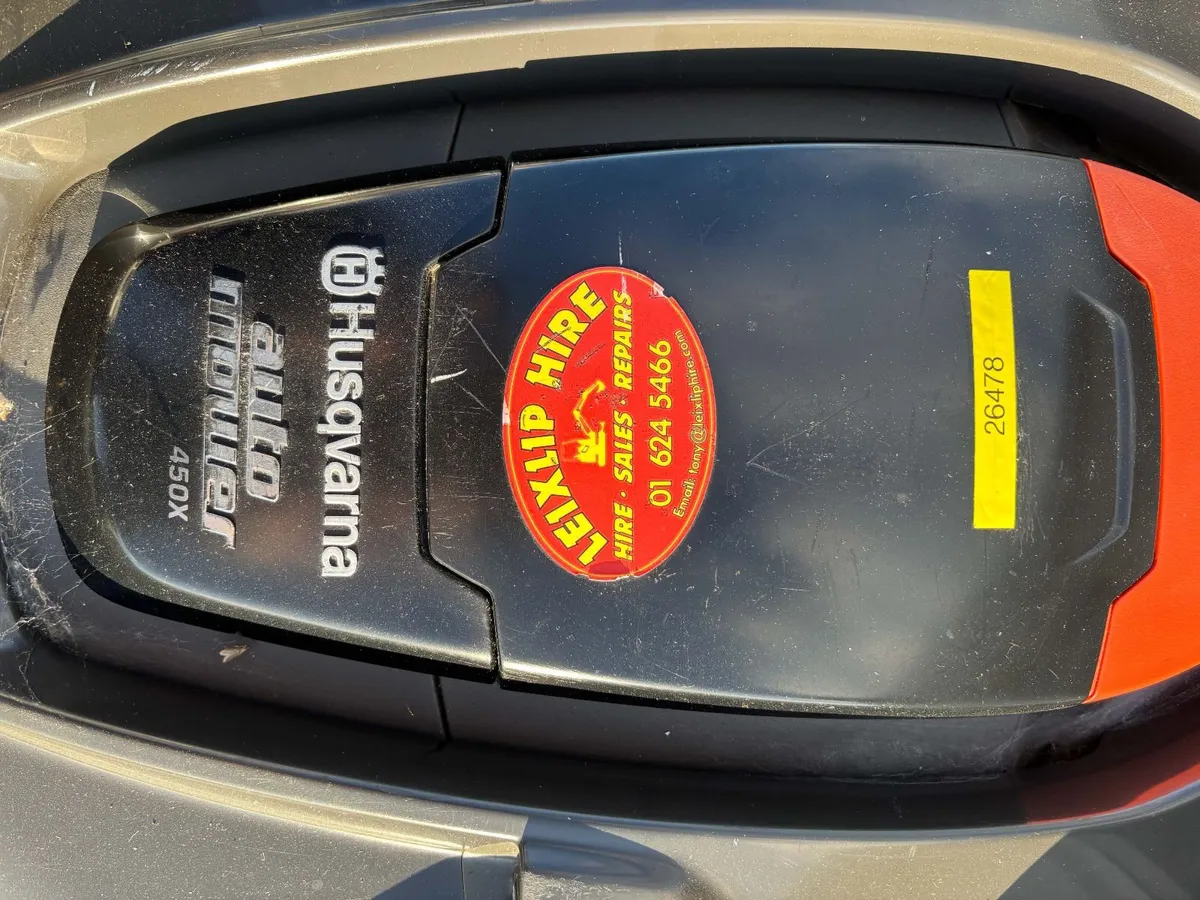 Husqvarna
auto
mower
450X
LEIXLIP HIRE
HIRE · SALES · REPAIRS
01 624 5466
Email: tony@leixliphire.com
26478